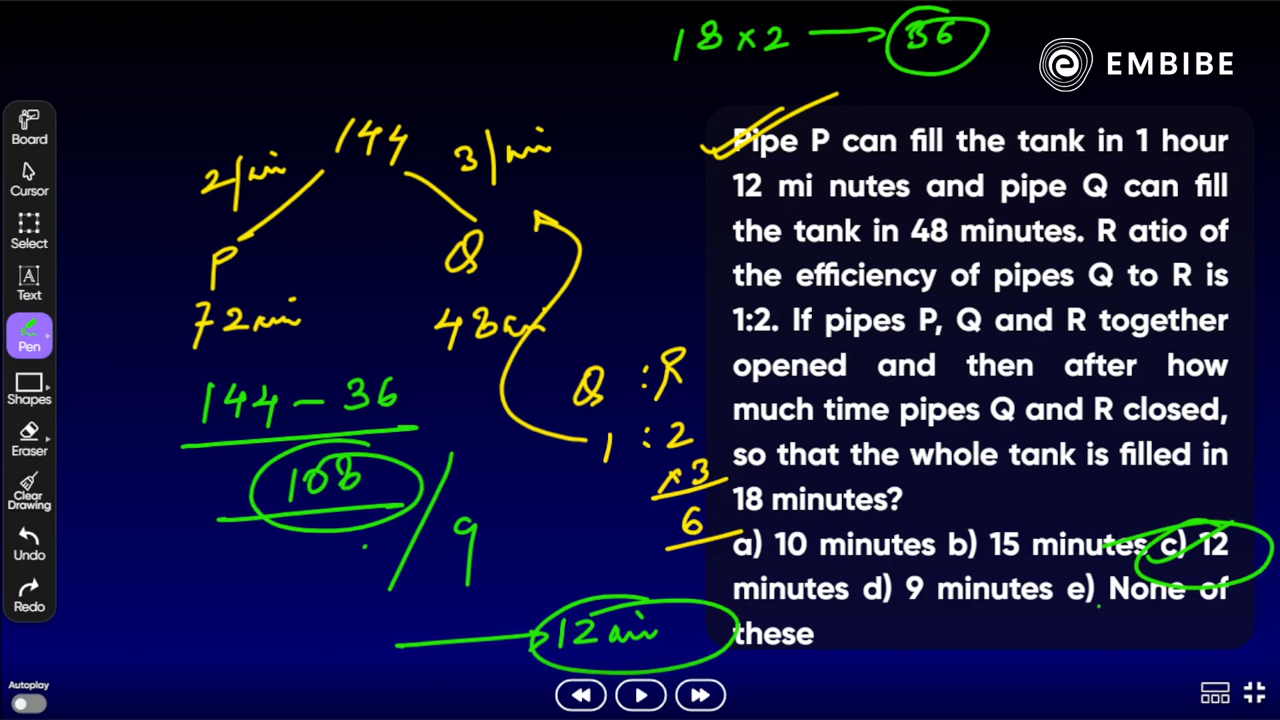 18 × 2 → 36
EMBIBE
Board
Cursor
Select
Text
Pen
Shapes
Eraser
Clear
Drawing
Undo
Redo
Autoplay
144
2/min
3/min
P
Q
72 min
48 min
Q : R
1 : 2
×3
6
144 - 36
108
/ 9
→ 12 min
Pipe P can fill the tank in 1 hour
12 mi nutes and pipe Q can fill
the tank in 48 minutes. R atio of
the efficiency of pipes Q to R is
1:2. If pipes P, Q and R together
opened and then after how
much time pipes Q and R closed,
so that the whole tank is filled in
18 minutes?
a) 10 minutes b) 15 minutes c) 12
minutes d) 9 minutes e) None of
these